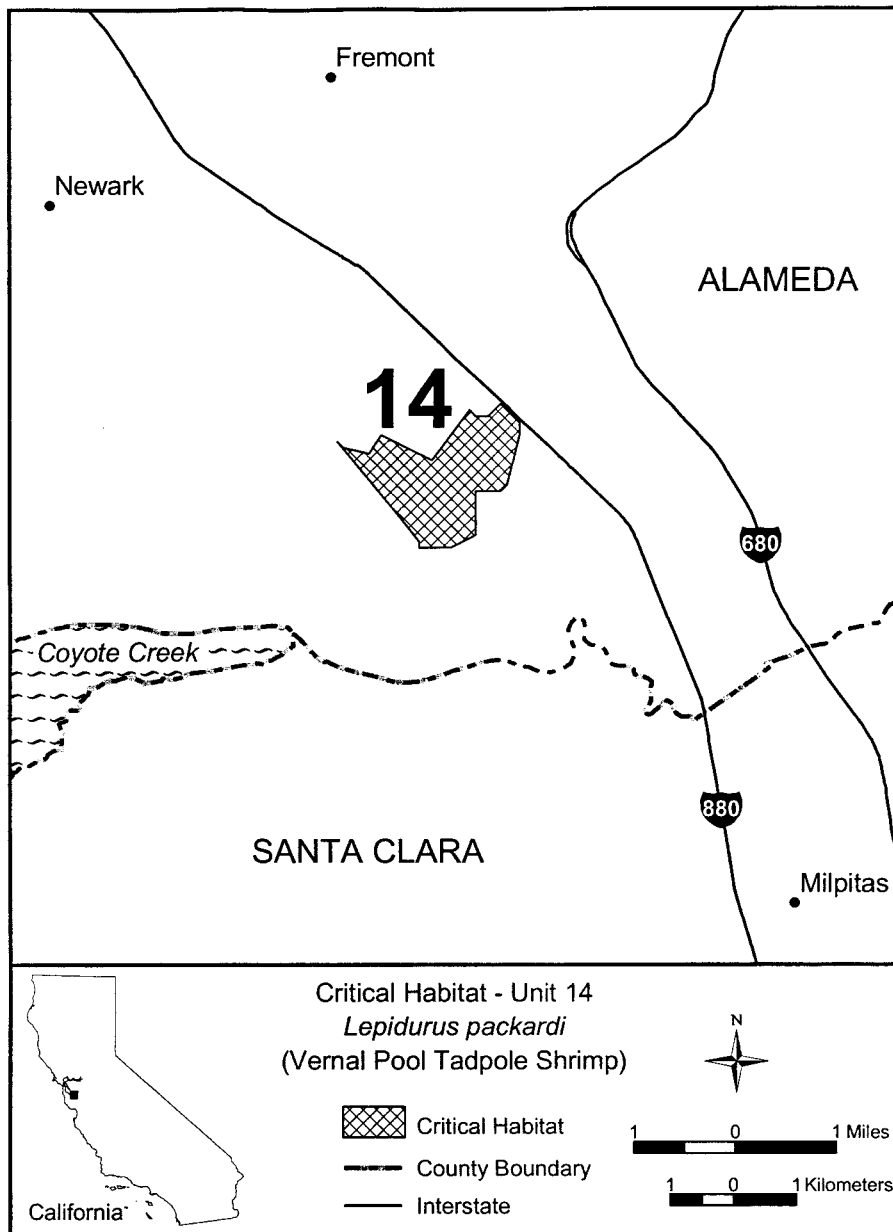 Fremont
Newark
ALAMEDA
14
680
Coyote Creek
880
SANTA CLARA
Milpitas
Critical Habitat - Unit 14
Lepidurus packardi
(Vernal Pool Tadpole Shrimp)
N
Critical Habitat
1 0 1 Miles
County Boundary
1 0 1 Kilometers
Interstate
California